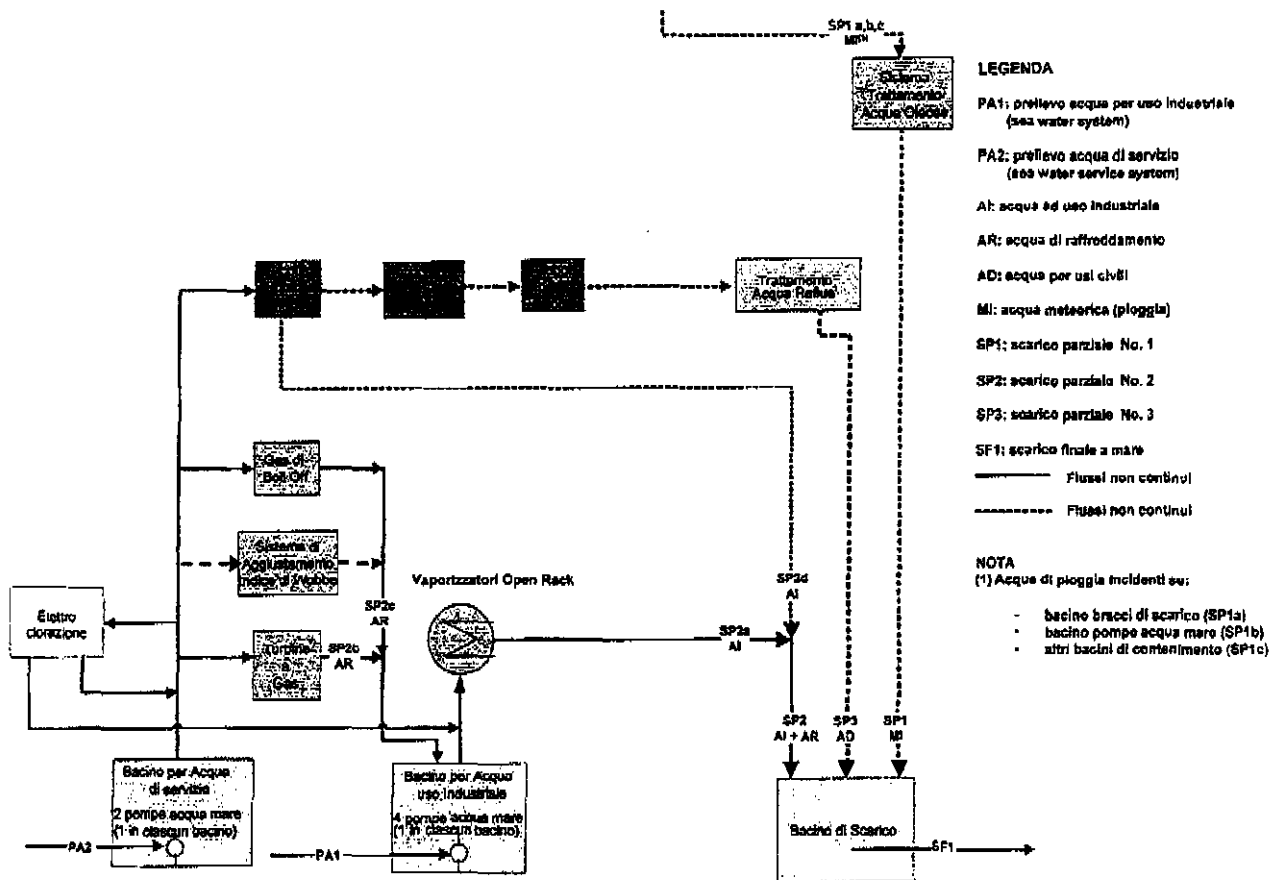 SP1 a,b,c
MI(1)
Sistema
Trattamento
Acqua Oleose
LEGENDA
PA1: prelievo acqua per uso industriale
(sea water system)
PA2: prelievo acqua di servizio
(sea water service system)
AI: acqua ad uso industriale
AR: acqua di raffreddamento
AD: acqua per usi civili
MI: acqua meteorica (pioggia)
SP1: scarico parziale No. 1
SP2: scarico parziale No. 2
SP3: scarico parziale No. 3
SF1: scarico finale a mare
Flussi non continui
Flussi non continui
NOTA
(1) Acque di pioggia incidenti su:
- bacino bracci di scarico (SP1a)
- bacino pompe acqua mare (SP1b)
- altri bacini di contenimento (SP1c)
Trattamento
Acqua Reflue
Gas di
Boil Off
Sistema di
Aggiustamento
Indice di Wobbe
Elettro
clorazione
Turbine
a
Gas
SP2b
AR
SP2c
AR
Vaporizzatori Open Rack
SP2a
AI
SP2d
AI
SP2
AI + AR
SP3
AD
SP1
MI
Bacino per Acqua
di servizio
2 pompe acqua mare
(1 in ciascun bacino)
PA2
Bacino per Acqua
uso Industriale
4 pompe acqua mare
(1 in ciascun bacino)
PA1
Bacino di Scarico
SF1